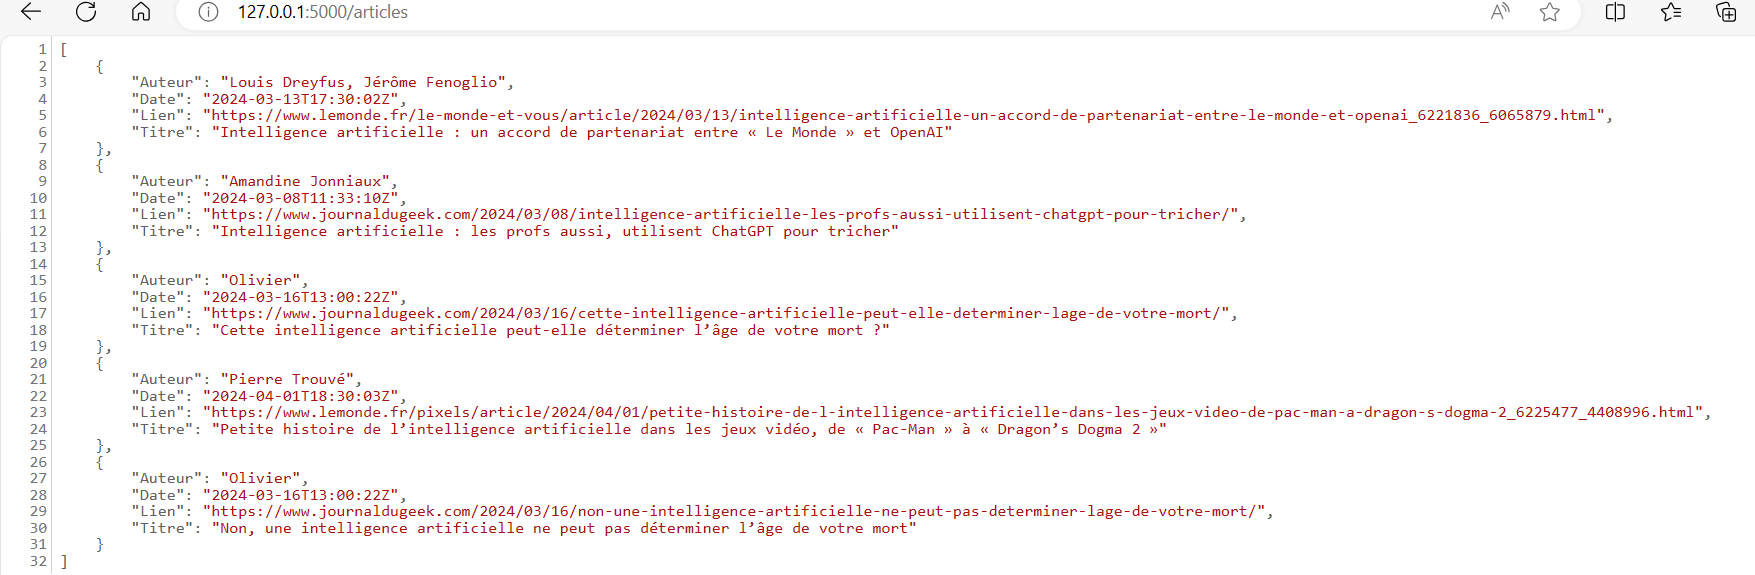 127.0.0.1:5000/articles
1 [
2 {
3 "Auteur": "Louis Dreyfus, Jérôme Fenoglio",
4 "Date": "2024-03-13T17:30:02Z",
5 "Lien": "https://www.lemonde.fr/le-monde-et-vous/article/2024/03/13/intelligence-artificielle-un-accord-de-partenariat-entre-le-monde-et-openai_6221836_6065879.html",
6 "Titre": "Intelligence artificielle : un accord de partenariat entre « Le Monde » et OpenAI"
7 },
8 {
9 "Auteur": "Amandine Jonniaux",
10 "Date": "2024-03-08T11:33:10Z",
11 "Lien": "https://www.journaldugeek.com/2024/03/08/intelligence-artificielle-les-profs-aussi-utilisent-chatgpt-pour-tricher/",
12 "Titre": "Intelligence artificielle : les profs aussi, utilisent ChatGPT pour tricher"
13 },
14 {
15 "Auteur": "Olivier",
16 "Date": "2024-03-16T13:00:22Z",
17 "Lien": "https://www.journaldugeek.com/2024/03/16/cette-intelligence-artificielle-peut-elle-determiner-lage-de-votre-mort/",
18 "Titre": "Cette intelligence artificielle peut-elle déterminer l’âge de votre mort ?"
19 },
20 {
21 "Auteur": "Pierre Trouvé",
22 "Date": "2024-04-01T18:30:03Z",
23 "Lien": "https://www.lemonde.fr/pixels/article/2024/04/01/petite-histoire-de-l-intelligence-artificielle-dans-les-jeux-video-de-pac-man-a-dragon-s-dogma-2_6225477_4408996.html",
24 "Titre": "Petite histoire de l’intelligence artificielle dans les jeux vidéo, de « Pac-Man » à « Dragon’s Dogma 2 »"
25 },
26 {
27 "Auteur": "Olivier",
28 "Date": "2024-03-16T13:00:22Z",
29 "Lien": "https://www.journaldugeek.com/2024/03/16/non-une-intelligence-artificielle-ne-peut-pas-determiner-lage-de-votre-mort/",
30 "Titre": "Non, une intelligence artificielle ne peut pas déterminer l’âge de votre mort"
31 }
32 ]